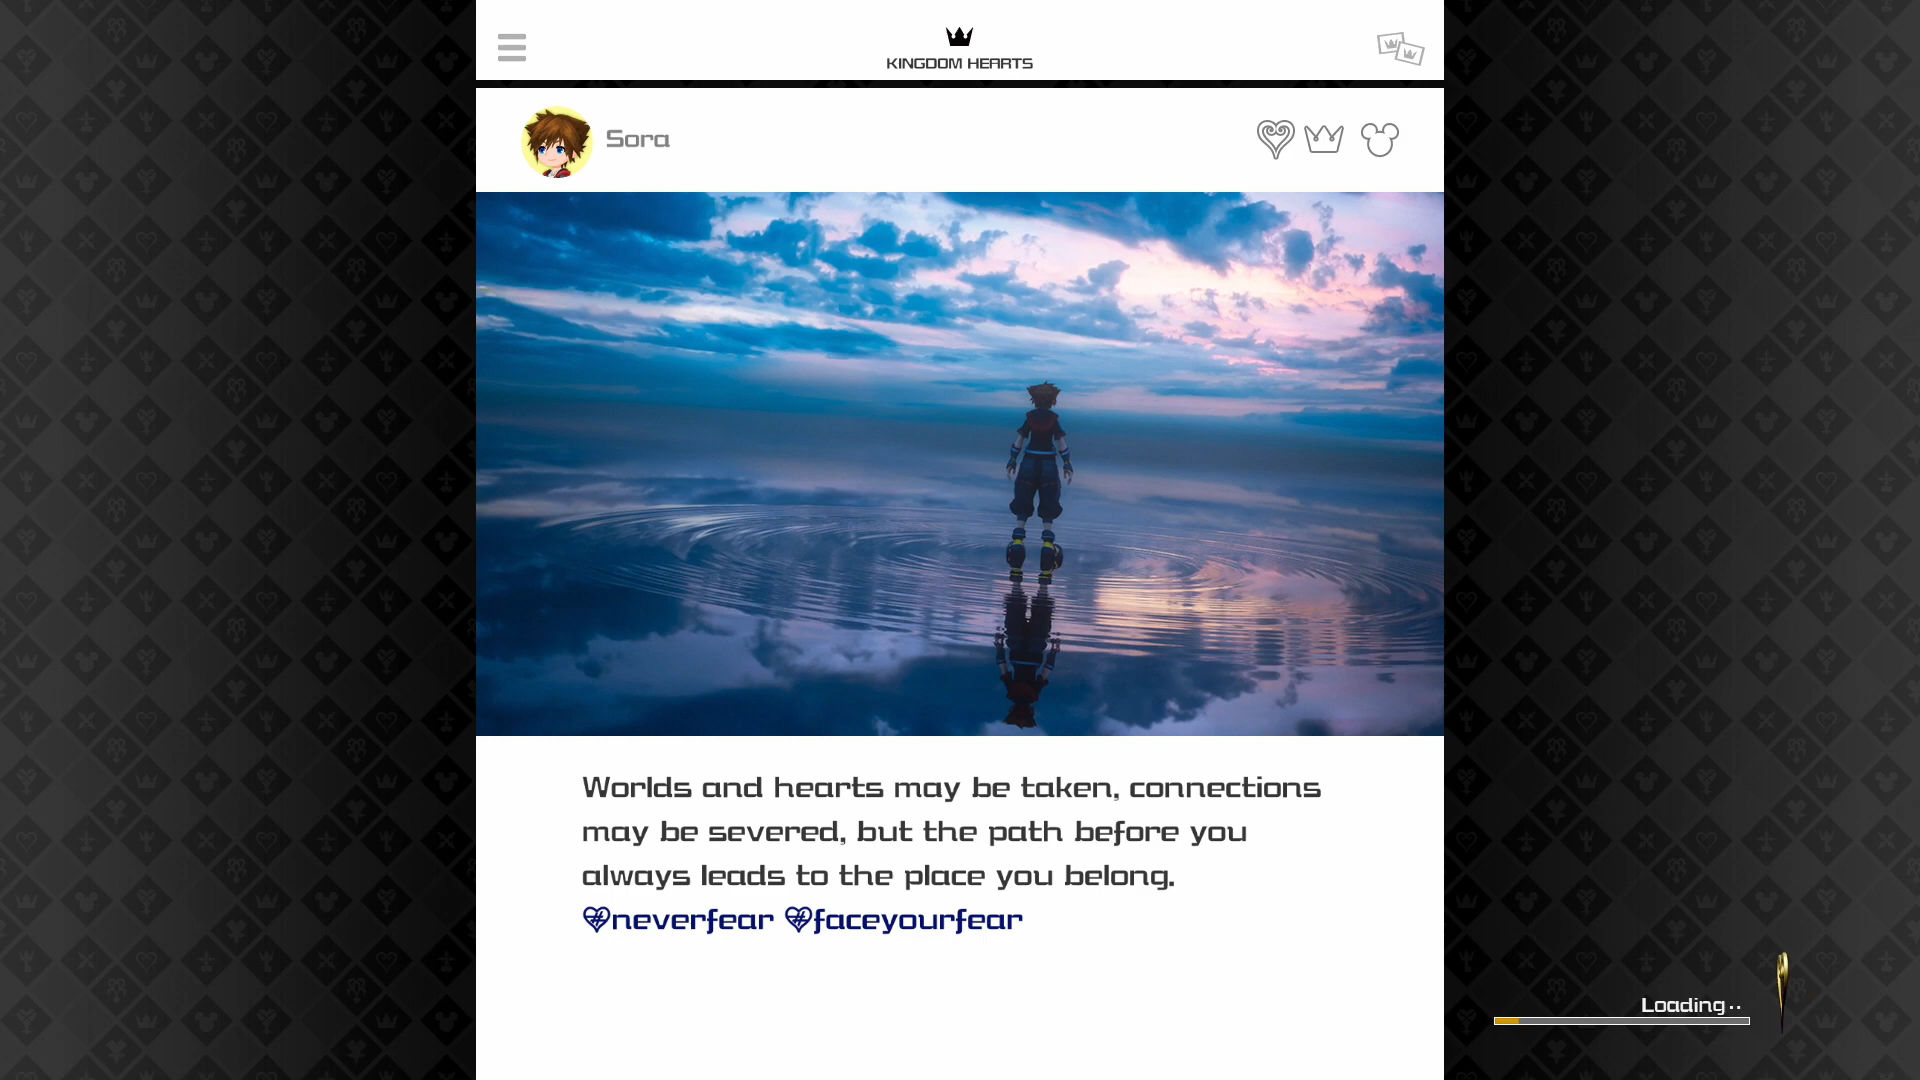 KINGDOM HEARTS
Sora
Worlds and hearts may be taken, connections
may be severed, but the path before you
always leads to the place you belong.
#neverfear #faceyourfear
Loading..